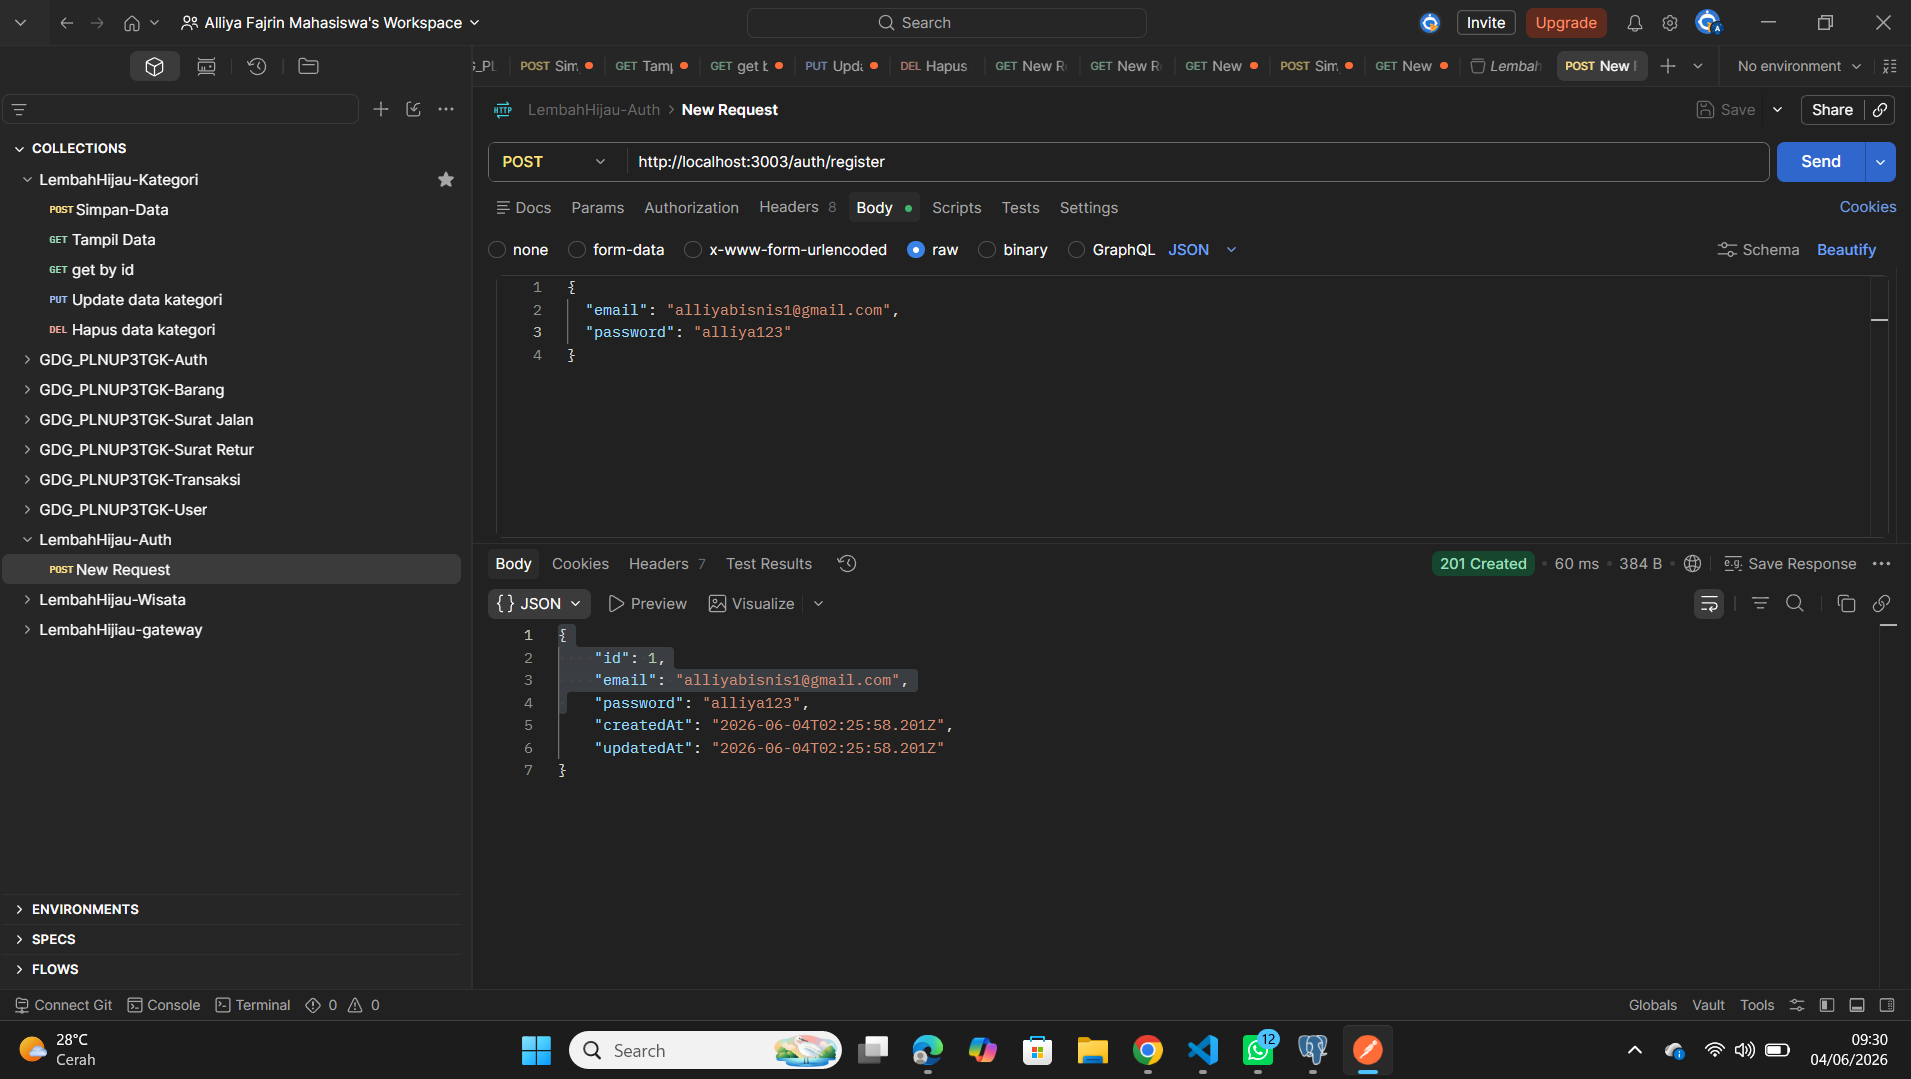 Alliya Fajrin Mahasiswa's Workspace
Search
Invite
Upgrade
POST Sim
GET Tam
GET get b
PUT Upda
DEL Hapus
GET New R
GET New R
GET New
POST Sim
GET New
Lembah
POST New
No environment
COLLECTIONS
LembahHijau-Kategori
POST Simpan-Data
GET Tampil Data
GET get by id
PUT Update data kategori
DEL Hapus data kategori
GDG_PLNUP3TGK-Auth
GDG_PLNUP3TGK-Barang
GDG_PLNUP3TGK-Surat Jalan
GDG_PLNUP3TGK-Surat Retur
GDG_PLNUP3TGK-Transaksi
GDG_PLNUP3TGK-User
LembahHijau-Auth
POST New Request
LembahHijau-Wisata
LembahHijiau-gateway
ENVIRONMENTS
SPECS
FLOWS
HTTP LembahHijau-Auth > New Request
Save
Share
POST http://localhost:3003/auth/register
Send
Docs Params Authorization Headers 8 Body Scripts Tests Settings
Cookies
none form-data x-www-form-urlencoded raw binary GraphQL JSON
Schema Beautify
1 {
2 "email": "alliyabisnis1@gmail.com",
3 "password": "alliya123"
4 }
Body Cookies Headers 7 Test Results
201 Created 60 ms 384 B
e.g. Save Response
{} JSON Preview Visualize
1 {
2 "id": 1,
3 "email": "alliyabisnis1@gmail.com",
4 "password": "alliya123",
5 "createdAt": "2026-06-04T02:25:58.201Z",
6 "updatedAt": "2026-06-04T02:25:58.201Z"
7 }
Connect Git Console Terminal 0 0
Globals Vault Tools
28°C
Cerah
Search
12
09:30
04/06/2026